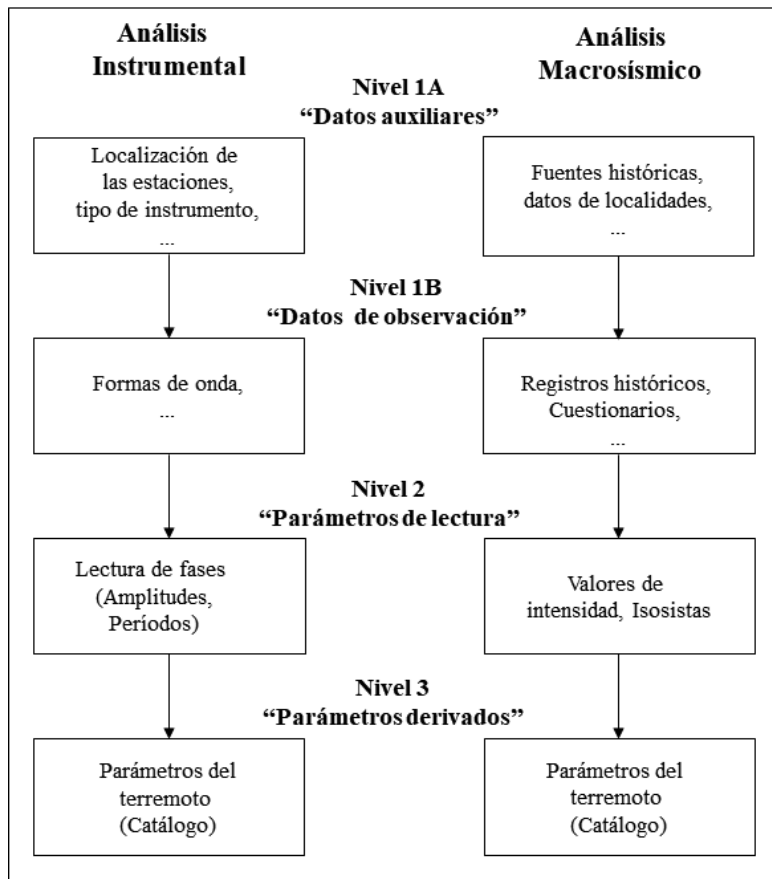 Análisis
Instrumental
Análisis
Macrosísmico
Nivel 1A
“Datos auxiliares”
Localización de
las estaciones,
tipo de instrumento,
...
Fuentes históricas,
datos de localidades,
...
Nivel 1B
“Datos de observación”
Formas de onda,
...
Registros históricos,
Cuestionarios,
...
Nivel 2
“Parámetros de lectura”
Lectura de fases
(Amplitudes,
Períodos)
Valores de
intensidad, Isosistas
Nivel 3
“Parámetros derivados”
Parámetros del
terremoto
(Catálogo)
Parámetros del
terremoto
(Catálogo)